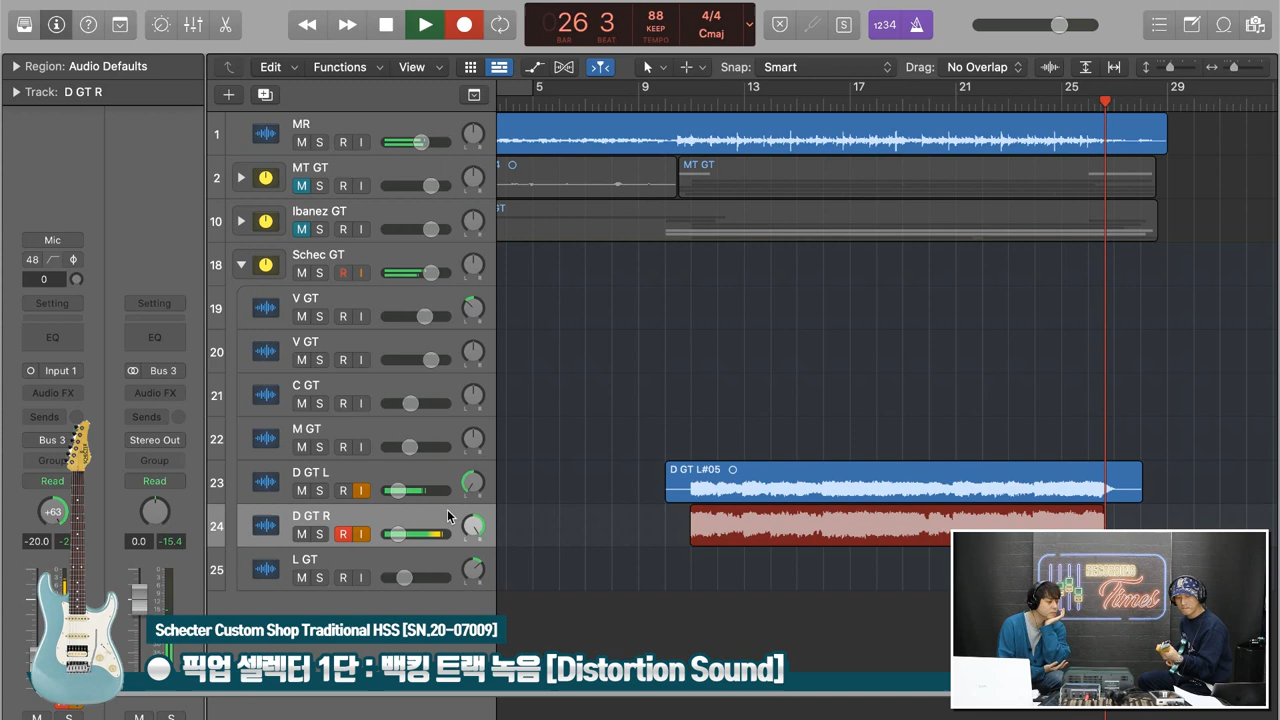 26 3
BAR BEAT
88
KEEP
TEMPO
4/4
Cmaj
S
1234
Region: Audio Defaults
Edit
Functions
View
Snap: Smart
Drag: No Overlap
Track: D GT R
5
9
13
17
21
25
29
1
MR
M S R I
2
MT GT
M S R I
MT GT
10
Ibanez GT
M S R I
GT
18
Schec GT
M S R I
19
V GT
M S R I
20
V GT
M S R I
21
C GT
M S R I
22
M GT
M S R I
23
D GT L
M S R I
D GT L#05
24
D GT R
M S R I
25
L GT
M S R I
Mic
48
0
Setting
Setting
EQ
EQ
Input 1
Bus 3
Audio FX
Audio FX
Sends
Sends
Bus 3
Stereo Out
Group
Group
Read
Read
+63
-20.0
0.0
-15.4
RECORDING
Times
Schecter Custom Shop Traditional HSS [SN.20-07009]
픽업 셀렉터 1단 : 백킹 트랙 녹음 [Distortion Sound]
M S
M S